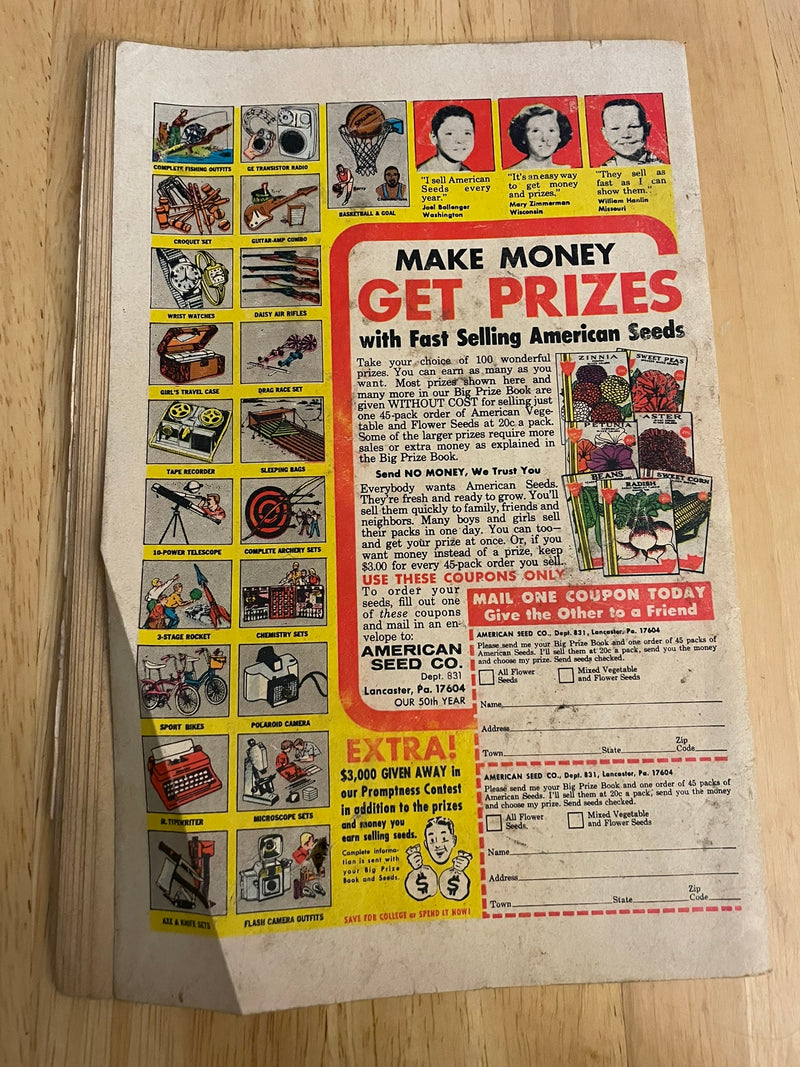 COMPLETE FISHING OUTFITS
GE TRANSISTOR RADIO
BASKETBALL & GOAL
CROQUET SET
GUITAR-AMP COMBO
WRIST WATCHES
DAISY AIR RIFLES
GIRL'S TRAVEL CASE
DRAG RACE SET
TAPE RECORDER
SLEEPING BAGS
10-POWER TELESCOPE
COMPLETE ARCHERY SETS
3-STAGE ROCKET
CHEMISTRY SETS
SPORT BIKES
POLAROID CAMERA
TYPEWRITER
MICROSCOPE SETS
AXE & KNIFE SETS
FLASH CAMERA OUTFITS
"I sell American
Seeds every
year."
Joel Ballenger
Washington
"It's an easy way
to get money
and prizes."
Mary Zimmerman
Wisconsin
"They sell as
fast as I can
show them."
William Hanlin
Missouri
MAKE MONEY
GET PRIZES
with Fast Selling American Seeds
Take your choice of 100 wonderful
prizes. You can earn as many as you
want. Most prizes shown here and
many more in our Big Prize Book are
given WITHOUT COST for selling just
one 45-pack order of American Vege-
table and Flower Seeds at 20c a pack.
Some of the larger prizes require more
sales or extra money as explained in
the Big Prize Book.
Send NO MONEY, We Trust You
Everybody wants American Seeds.
They're fresh and ready to grow. You'll
sell them quickly to family, friends and
neighbors. Many boys and girls sell
their packs in one day. You can too—
and get your prize at once. Or, if you
want money instead of a prize, keep
$3.00 for every 45-pack order you sell.
ZINNIA
SWEET PEAS
PETUNIA
ASTER
BEANS
RADISH
SWEET CORN
USE THESE COUPONS ONLY
To order your
seeds, fill out one
of these coupons
and mail in an en-
velope to:
AMERICAN
SEED CO.
Dept. 831
Lancaster, Pa. 17604
OUR 50th YEAR
MAIL ONE COUPON TODAY
Give the Other to a Friend
AMERICAN SEED CO., Dept. 831, Lancaster, Pa. 17604
Please send me your Big Prize Book and one order of 45 packs of
American Seeds. I'll sell them at 20c a pack, send you the money
and choose my prize. Send seeds checked.
All Flower
Seeds
Mixed Vegetable
and Flower Seeds
Name
Address
Town State Zip Code
EXTRA!
$3,000 GIVEN AWAY in
our Promptness Contest
in addition to the prizes
and money you
earn selling seeds.
Complete informa-
tion is sent with
your Big Prize
Book and Seeds.
$ $
SAVE FOR COLLEGE or SPEND IT NOW!
AMERICAN SEED CO., Dept. 831, Lancaster, Pa. 17604
Please send me your Big Prize Book and one order of 45 packs of
American Seeds. I'll sell them at 20c a pack, send you the money
and choose my prize. Send seeds checked.
All Flower
Seeds.
Mixed Vegetable
and Flower Seeds
Name
Address
Town State Zip Code